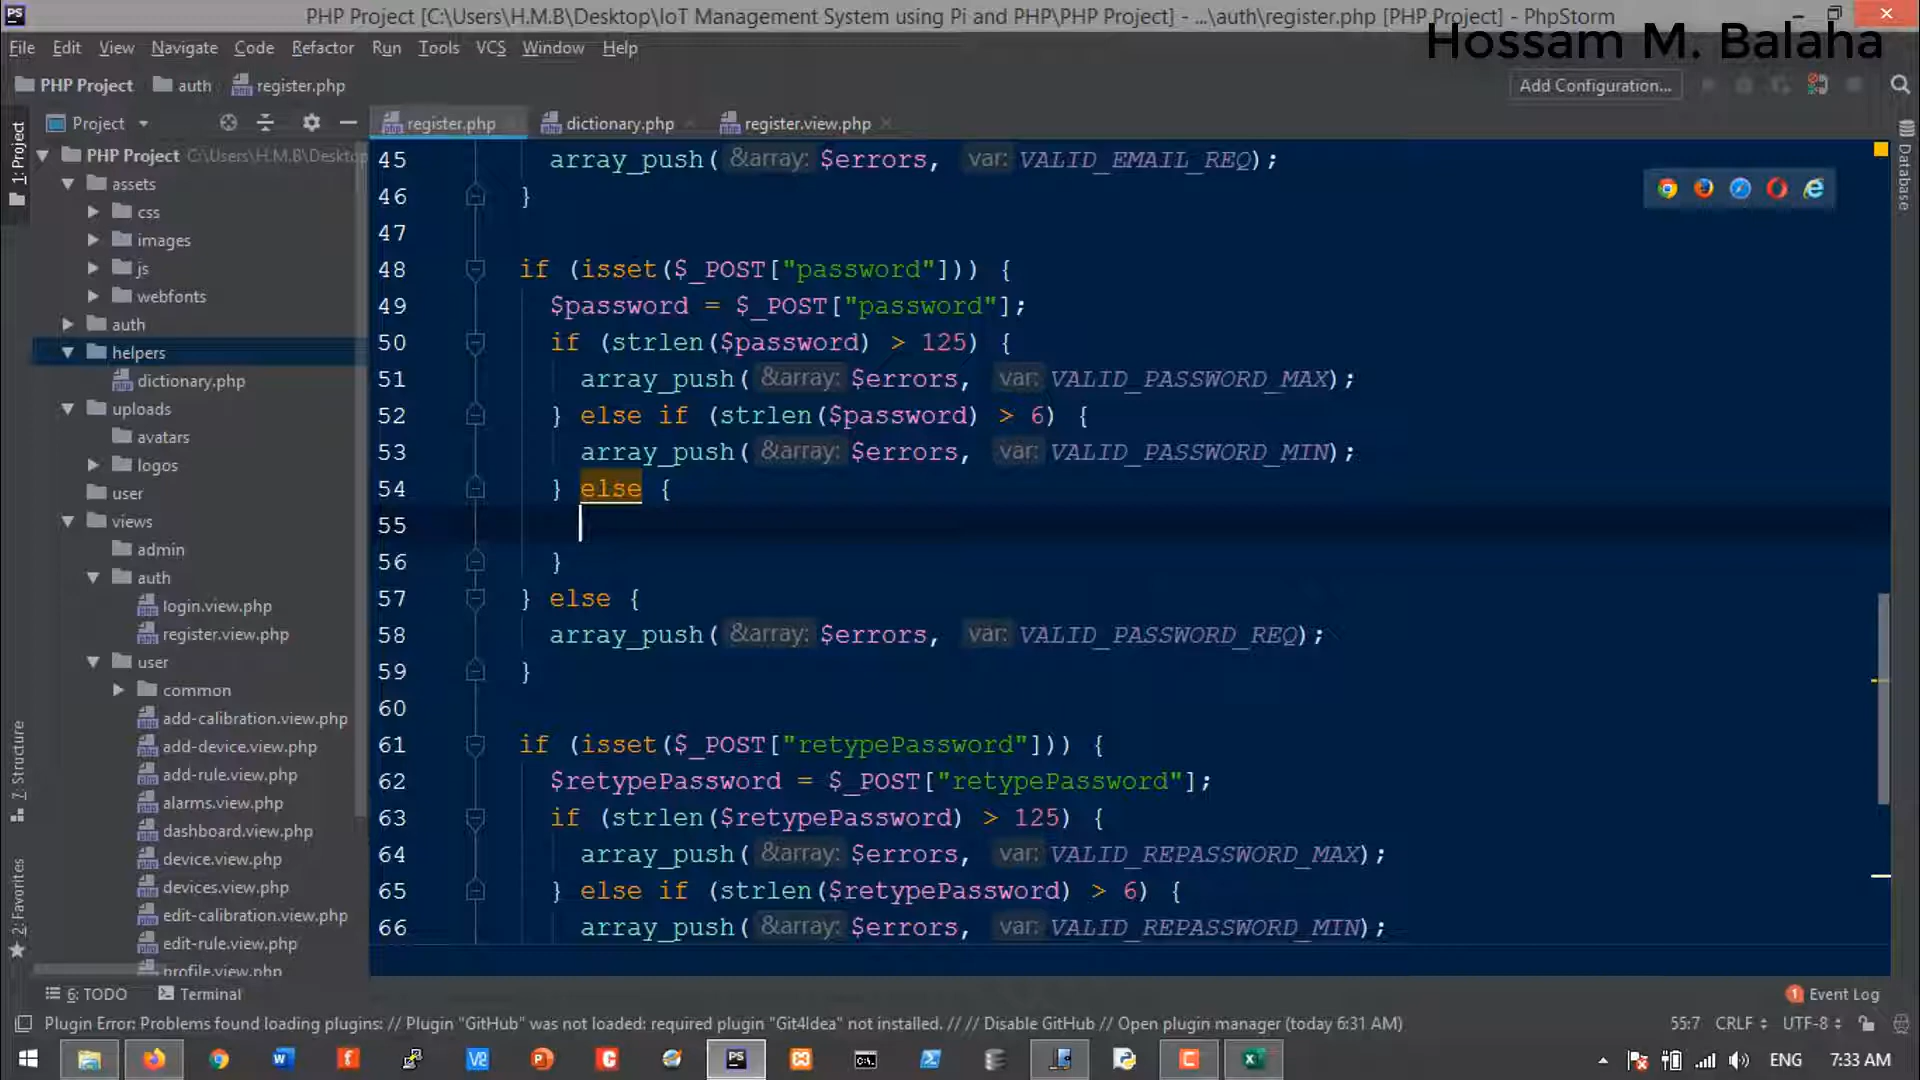 PHP Project [C:\Users\H.M.B\Desktop\IoT Management System using Pi and PHP\PHP Project] - ...\auth\register.php [PHP Project] - PhpStorm
Hossam M. Balaha
File Edit View Navigate Code Refactor Run Tools VCS Window Help
PHP Project auth register.php Add Configuration...
Project register.php dictionary.php register.view.php
1: Project
Database
7: Structure
2: Favorites
PHP Project C:\Users\H.M.B\Desktop
assets
css
images
js
webfonts
auth
helpers
dictionary.php
uploads
avatars
logos
user
views
admin
auth
login.view.php
register.view.php
user
common
add-calibration.view.php
add-device.view.php
add-rule.view.php
alarms.view.php
dashboard.view.php
device.view.php
devices.view.php
edit-calibration.view.php
edit-rule.view.php
profile.view.php
45 array_push( &array: $errors, var: VALID_EMAIL_REQ);
46 }
47
48 if (isset($_POST["password"])) {
49 $password = $_POST["password"];
50 if (strlen($password) > 125) {
51 array_push( &array: $errors, var: VALID_PASSWORD_MAX);
52 } else if (strlen($password) > 6) {
53 array_push( &array: $errors, var: VALID_PASSWORD_MIN);
54 } else {
55
56 }
57 } else {
58 array_push( &array: $errors, var: VALID_PASSWORD_REQ);
59 }
60
61 if (isset($_POST["retypePassword"])) {
62 $retypePassword = $_POST["retypePassword"];
63 if (strlen($retypePassword) > 125) {
64 array_push( &array: $errors, var: VALID_REPASSWORD_MAX);
65 } else if (strlen($retypePassword) > 6) {
66 array_push( &array: $errors, var: VALID_REPASSWORD_MIN);
6: TODO Terminal 1 Event Log
Plugin Error: Problems found loading plugins: // Plugin "GitHub" was not loaded: required plugin "Git4Idea" not installed. // // Disable GitHub // Open plugin manager (today 6:31 AM) 55:7 CRLF UTF-8
ENG 7:33 AM